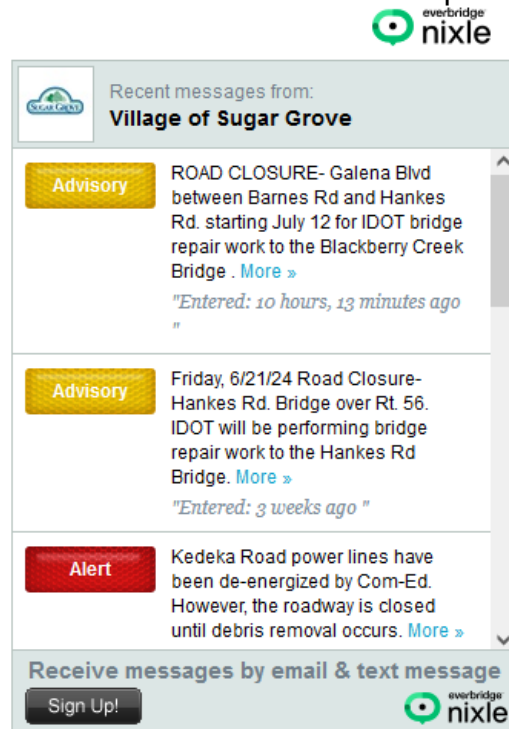 everbridge
nixle
SUGAR GROVE
Recent messages from:
Village of Sugar Grove
Advisory
ROAD CLOSURE- Galena Blvd
between Barnes Rd and Hankes
Rd. starting July 12 for IDOT bridge
repair work to the Blackberry Creek
Bridge . More »
"Entered: 10 hours, 13 minutes ago
"
Advisory
Friday, 6/21/24 Road Closure-
Hankes Rd. Bridge over Rt. 56.
IDOT will be performing bridge
repair work to the Hankes Rd
Bridge. More »
"Entered: 3 weeks ago "
Alert
Kedeka Road power lines have
been de-energized by Com-Ed.
However, the roadway is closed
until debris removal occurs. More »
Receive messages by email & text message
Sign Up!
everbridge
nixle